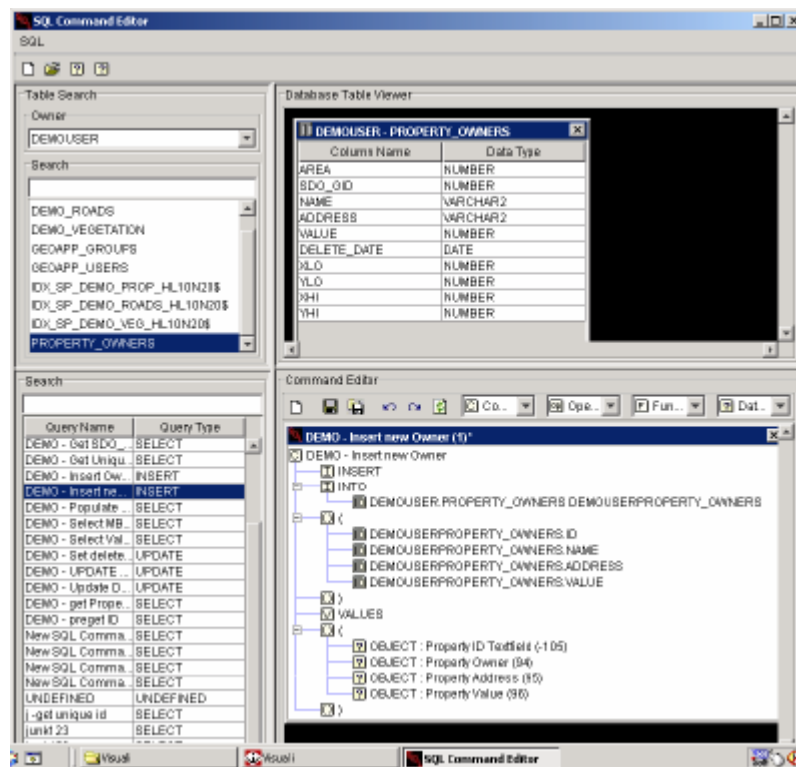 SQL Command Editor
SQL
Table Search
Owner
DEMOUSER
Search
DEMO_ROADS
DEMO_VEGETATION
GEOAPP_GROUPS
GEOAPP_USERS
IDX_SP_DEMO_PROP_HL10N2$
IDX_SP_DEMO_ROADS_HL10N20$
IDX_SP_DEMO_VEG_HL10N20$
PROPERTY_OWNERS
Database Table Viewer
DEMOUSER - PROPERTY_OWNERS
Column Name Data Type
AREA NUMBER
SDO_GID NUMBER
NAME VARCHAR2
ADDRESS VARCHAR2
VALUE NUMBER
DELETE_DATE DATE
XLO NUMBER
YLO NUMBER
XHI NUMBER
YHI NUMBER
Search
Query Name Query Type
DEMO - Get SDO_... SELECT
DEMO - Get Uniqu... SELECT
DEMO - Insert Ow... INSERT
DEMO - Insert ne... INSERT
DEMO - Populate ... SELECT
DEMO - Select MB... SELECT
DEMO - Select Val... SELECT
DEMO - Set delete... UPDATE
DEMO - UPDATE ... UPDATE
DEMO - Update D... UPDATE
DEMO - get Prope... SELECT
DEMO - preget ID SELECT
New SQL Comma... SELECT
New SQL Comma... SELECT
New SQL Comma... SELECT
New SQL Comma... SELECT
UNDEFINED UNDEFINED
j -get unique id SELECT
junk1 23 SELECT
Command Editor
Co... Ope... Fun... Dat...
DEMO - Insert new Owner (1)*
DEMO - Insert new Owner
INSERT
INTO
DEMOUSER.PROPERTY_OWNERS DEMOUSERPROPERTY_OWNERS
(
DEMOUSERPROPERTY_OWNERS.ID
DEMOUSERPROPERTY_OWNERS.NAME
DEMOUSERPROPERTY_OWNERS.ADDRESS
DEMOUSERPROPERTY_OWNERS.VALUE
)
VALUES
(
OBJECT : Property ID Textfield (-105)
OBJECT : Property Owner (94)
OBJECT : Property Address (95)
OBJECT : Property Value (96)
)
Visual
Visual i
SQL Command Editor